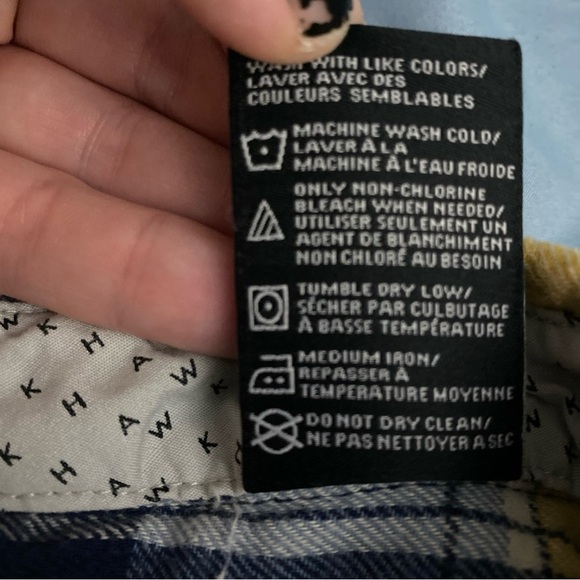 WASH WITH LIKE COLORS/
LAVER AVEC DES
COULEURS SEMBLABLES
MACHINE WASH COLD/
LAVER À LA
MACHINE À L'EAU FROIDE
ONLY NON-CHLORINE
BLEACH WHEN NEEDED/
UTILISER SEULEMENT UN
AGENT DE BLANCHIMENT
NON CHLORÉ AU BESOIN
TUMBLE DRY LOW/
SÉCHER PAR CULBUTAGE
À BASSE TEMPÉRATURE
MEDIUM IRON/
REPASSER À
TEMPERATURE MOYENNE
DO NOT DRY CLEAN/
NE PAS NETTOYER A SEC
W K H A W K
K H A W K
K H A W